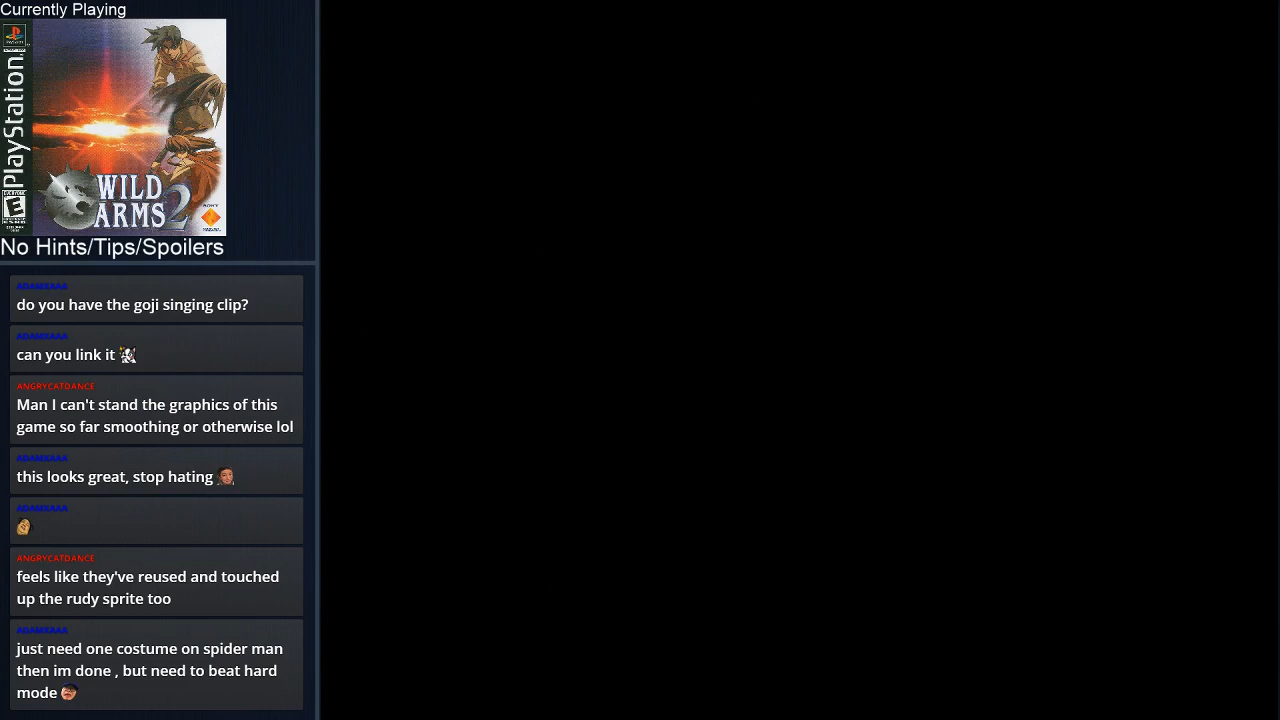 Currently Playing
PlayStation
WILD
ARMS 2
No Hints/Tips/Spoilers
do you have the goji singing clip?
can you link it
ANGRYCATDANCE
Man I can't stand the graphics of this
game so far smoothing or otherwise lol
this looks great, stop hating
ANGRYCATDANCE
feels like they've reused and touched
up the rudy sprite too
just need one costume on spider man
then im done , but need to beat hard
mode